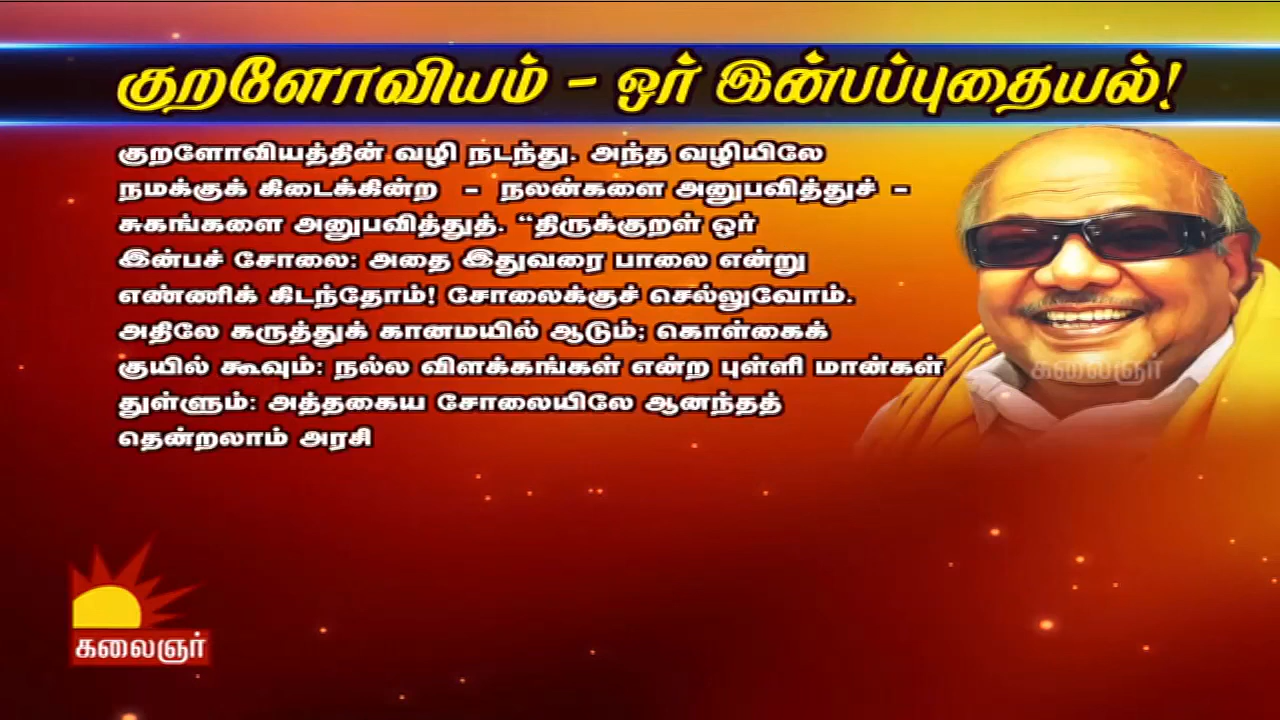 குறளோவியம் - ஓர் இன்பப்புதையல்!
குறளோவியத்தின் வழி நடந்து. அந்த வழியிலே
நமக்குக் கிடைக்கின்ற - நலன்களை அனுபவித்துச் -
சுகங்களை அனுபவித்துத். “திருக்குறள் ஓர்
இன்பச் சோலை: அதை இதுவரை பாலை என்று
எண்ணிக் கிடந்தோம்! சோலைக்குச் செல்லுவோம்.
அதிலே கருத்துக் கானமயில் ஆடும்; கொள்கைக்
குயில் கூவும்: நல்ல விளக்கங்கள் என்ற புள்ளி மான்கள்
துள்ளும்: அத்தகைய சோலையிலே ஆனந்தத்
தென்றலாம் அரசி
கலைஞர்
கலைஞர்